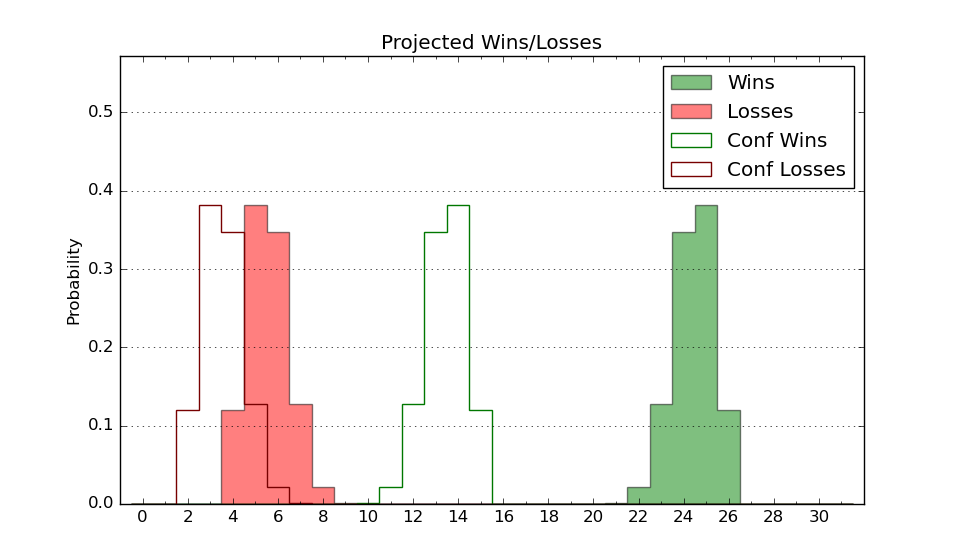 Projected Wins/Losses
Wins
Losses
Conf Wins
Conf Losses
Probability
0.5
0.4
0.3
0.2
0.1
0.0
0 2 4 6 8 10 12 14 16 18 20 22 24 26 28 30